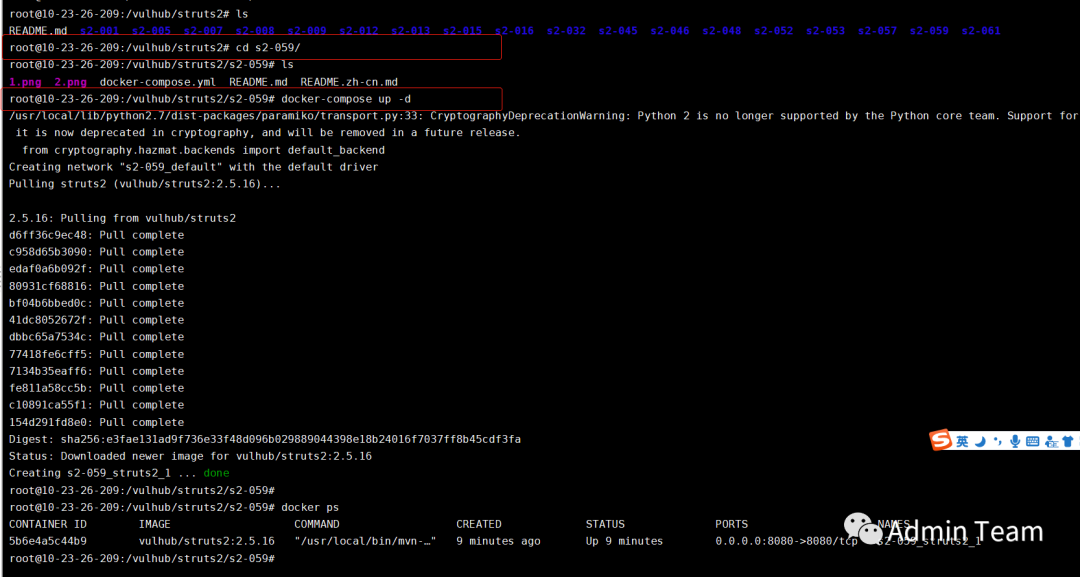 root@10-23-26-209:/vulhub/struts2# ls
README.md s2-001 s2-005 s2-007 s2-008 s2-009 s2-012 s2-013 s2-015 s2-016 s2-032 s2-045 s2-046 s2-048 s2-052 s2-053 s2-057 s2-059 s2-061
root@10-23-26-209:/vulhub/struts2# cd s2-059/
root@10-23-26-209:/vulhub/struts2/s2-059# ls
1.png 2.png docker-compose.yml README.md README.zh-cn.md
root@10-23-26-209:/vulhub/struts2/s2-059# docker-compose up -d
/usr/local/lib/python2.7/dist-packages/paramiko/transport.py:33: CryptographyDeprecationWarning: Python 2 is no longer supported by the Python core team. Support for
it is now deprecated in cryptography, and will be removed in a future release.
from cryptography.hazmat.backends import default_backend
Creating network "s2-059_default" with the default driver
Pulling struts2 (vulhub/struts2:2.5.16)...
2.5.16: Pulling from vulhub/struts2
d6ff36c9ec48: Pull complete
c958d65b3090: Pull complete
edaf0a6b092f: Pull complete
80931cf68816: Pull complete
bf04b6bbed0c: Pull complete
41dc8052672f: Pull complete
dbbc65a7534c: Pull complete
77418fe6cff5: Pull complete
7134b35eaff6: Pull complete
fe811a58cc5b: Pull complete
c10891ca55f1: Pull complete
154d291fd8e0: Pull complete
Digest: sha256:e3fae131ad9f736e33f48d096b029889044398e18b24016f7037ff8b45cdf3fa
Status: Downloaded newer image for vulhub/struts2:2.5.16
英
Creating s2-059_struts2_1 ... done
root@10-23-26-209:/vulhub/struts2/s2-059#
root@10-23-26-209:/vulhub/struts2/s2-059# docker ps
CONTAINER ID IMAGE COMMAND CREATED STATUS PORTS NAMES
5b6e4a5c44b9 vulhub/struts2:2.5.16 "/usr/local/bin/mvn-…" 9 minutes ago Up 9 minutes 0.0.0.0:8080->8080/tcp s2-059_struts2_1
Admin Team
root@10-23-26-209:/vulhub/struts2/s2-059#